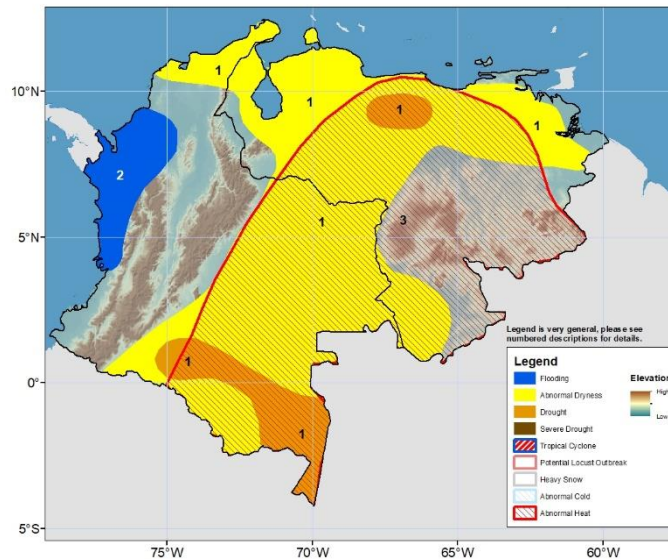 1
10°N
1
1
1
2
1
3
5°N
Legend is very general, please see
numbered descriptions for details.
Legend
Flooding
Elevation
Abnormal Dryness
High
Drought
Low
Severe Drought
Tropical Cyclone
Potential Locust Outbreak
Heavy Snow
Abnormal Cold
Abnormal Heat
1
0°
1
5°S
75°W
70°W
65°W
60°W